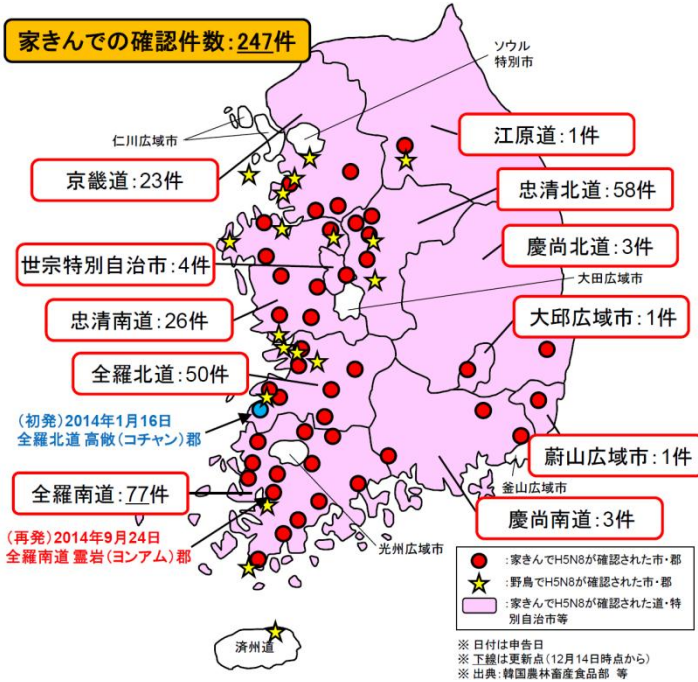 家きんでの確認件数:247件
ソウル
特別市
仁川広域市
江原道:1件
京畿道:23件
忠清北道:58件
慶尚北道:3件
世宗特別自治市:4件
大田広域市
忠清南道:26件
大邱広域市:1件
全羅北道:50件
(初発)2014年1月16日
全羅北道 高敞(コチャン)郡
蔚山広域市:1件
釜山広域市
全羅南道:77件
慶尚南道:3件
(再発)2014年9月24日
全羅南道 霊岩(ヨンアム)郡
光州広域市
:家きんでH5N8が確認された市・郡
:野鳥でH5N8が確認された市・郡
:家きんでH5N8が確認された道・特
別自治市等
済州道
※ 日付は申告日
※ 下線は更新点(12月14日時点から)
※ 出典:韓国農林畜産食品部 等